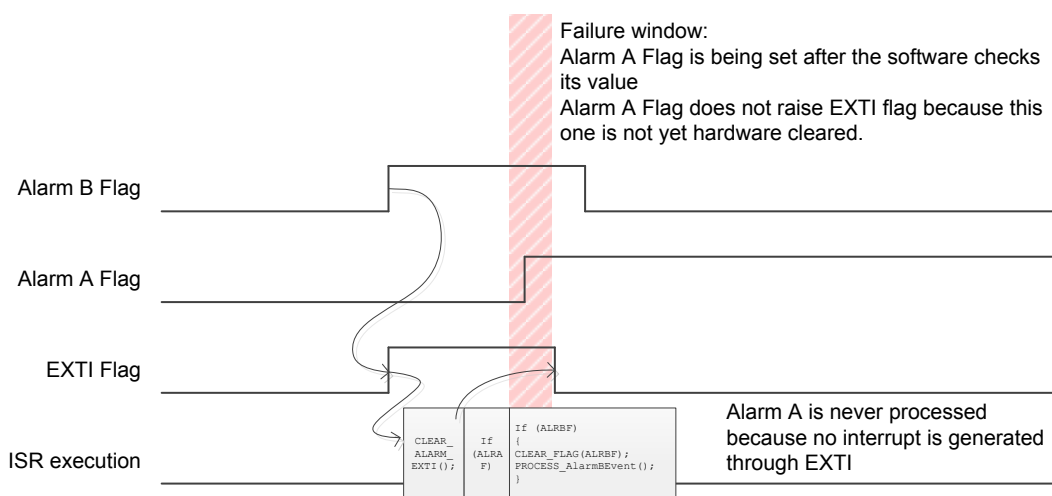 Failure window:
Alarm A Flag is being set after the software checks
its value
Alarm A Flag does not raise EXTI flag because this
one is not yet hardware cleared.
Alarm B Flag
Alarm A Flag
EXTI Flag
ISR execution
CLEAR_
ALARM_
EXTI();
If
(ALRA
F)
If (ALRBF)
{
CLEAR_FLAG(ALRBF);
PROCESS_AlarmBEvent();
}
Alarm A is never processed
because no interrupt is generated
through EXTI